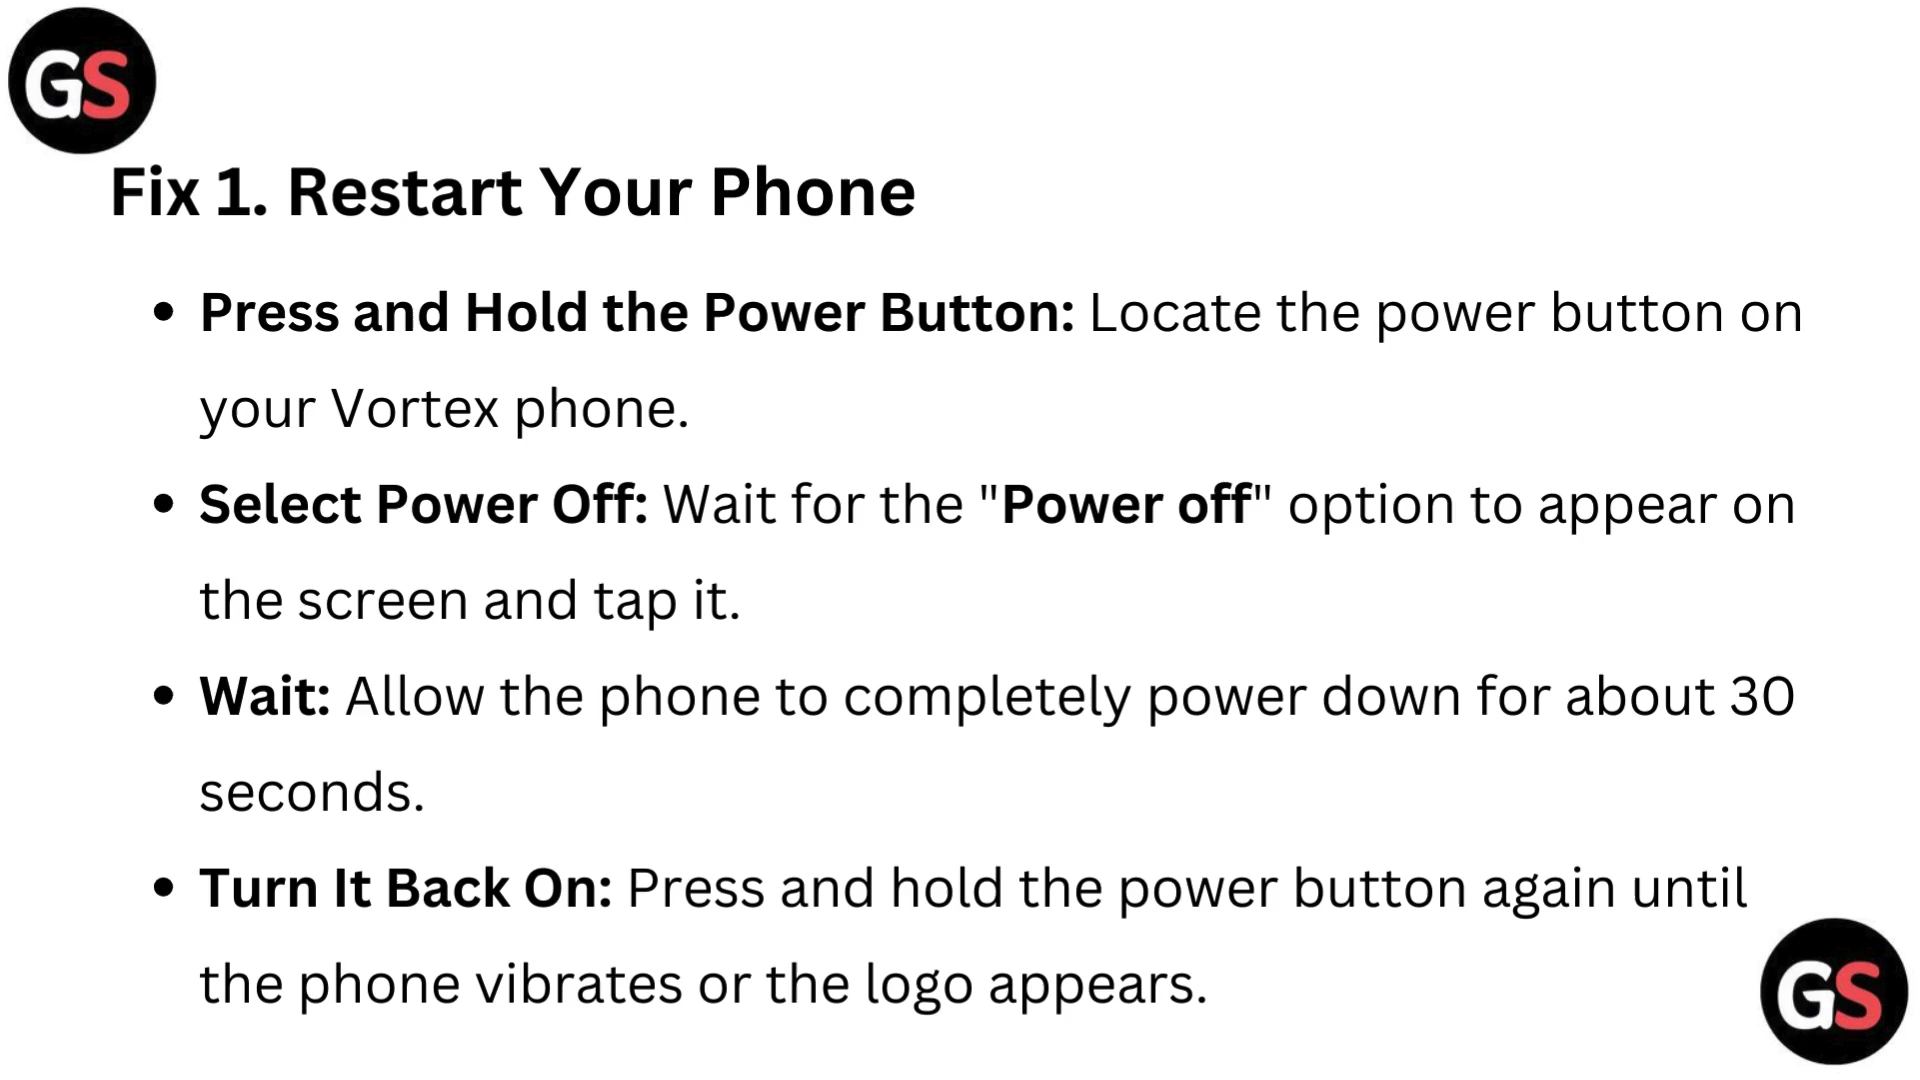 GS
Fix 1. Restart Your Phone
• Press and Hold the Power Button: Locate the power button on
your Vortex phone.
• Select Power Off: Wait for the "Power off" option to appear on
the screen and tap it.
• Wait: Allow the phone to completely power down for about 30
seconds.
• Turn It Back On: Press and hold the power button again until
the phone vibrates or the logo appears.
GS